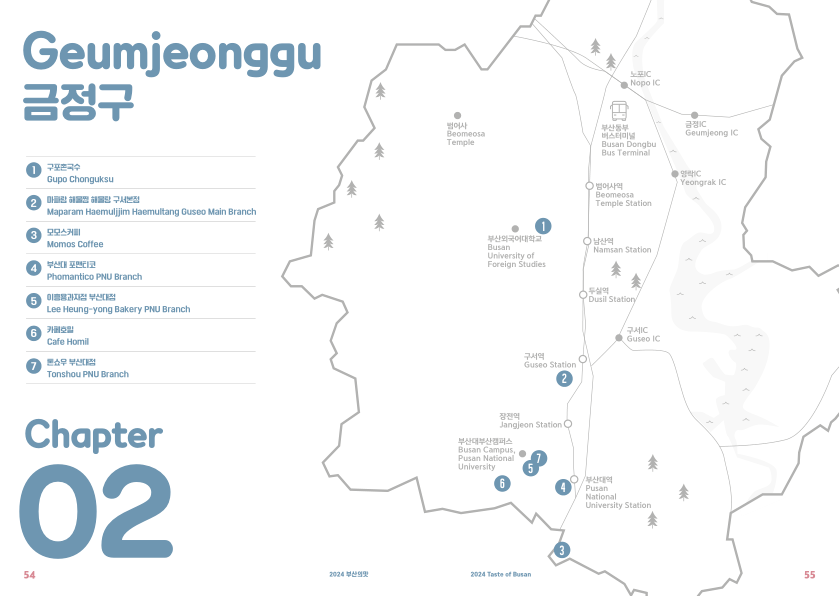 Geumjeonggu
금정구
1 구포촌국수
Gupo Chonguksu
2 마파람 해물찜 해물탕 구서본점
Maparam Haemuljjim Haemultang Guseo Main Branch
3 모모스커피
Momos Coffee
4 부산대 포맨티코
Phomantico PNU Branch
5 이흥용과자점 부산대점
Lee Heung-yong Bakery PNU Branch
6 카페호밀
Cafe Homil
7 톤쇼우 부산대점
Tonshou PNU Branch
Chapter
02
54
2024 부산의맛
노포IC
Nopo IC
금정IC
Geumjeong IC
범어사
Beomeosa
Temple
부산동부
버스터미널
Busan Dongbu
Bus Terminal
영락IC
Yeongrak IC
범어사역
Beomeosa
Temple Station
1
부산외국어대학교
Busan
University of
Foreign Studies
남산역
Namsan Station
두실역
Dusil Station
구서IC
Guseo IC
구서역
Guseo Station
2
장전역
Jangjeon Station
부산대부산캠퍼스
Busan Campus,
Pusan National
University
7
5
6
4
부산대역
Pusan
National
University Station
3
2024 Taste of Busan
55